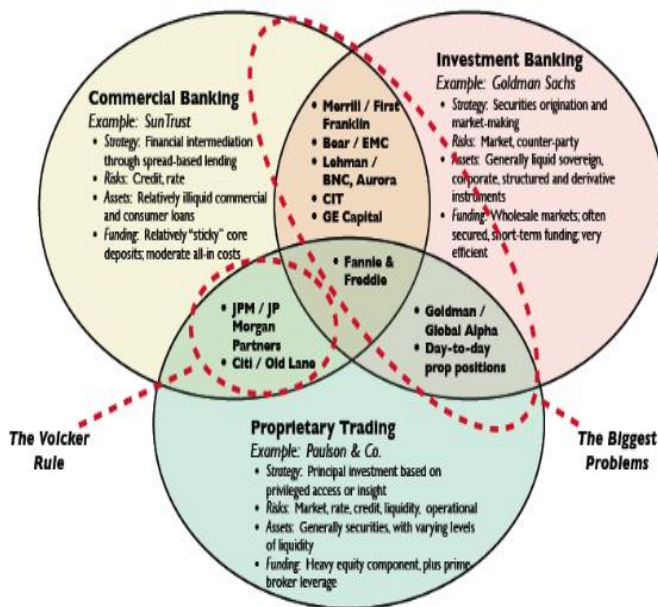 Commercial Banking
Example: SunTrust
• Strategy: Financial intermediation
through spread-based lending
• Risks: Credit, rate
• Assets: Relatively illiquid commercial
and consumer loans
• Funding: Relatively "sticky" core
deposits; moderate all-in costs
• Merrill / First
Franklin
• Bear / EMC
• Lehman /
BNC, Aurora
• CIT
• GE Capital
Investment Banking
Example: Goldman Sachs
• Strategy: Securities origination and
market-making
Risks: Market, counter-party
Assets: Generally liquid sovereign,
corporate, structured and derivative
instruments
• Funding: Wholesale markets; often
secured, short-term funding; very
efficient
• Fannie &
Freddie
• JPM / JP
Morgan
Partners
• Citi / Old Lane
• Goldman /
Global Alpha
• Day-to-day
prop positions
The Volcker
Rule
The Biggest
Problems
Proprietary Trading
Example: Paulson & Co.
• Strategy: Principal investment based on
privileged access or insight
• Risks: Market, rate, credit, liquidity, operational
• Assets: Generally securities, with varying levels
of liquidity
• Funding: Heavy equity component, plus prime-
broker leverage